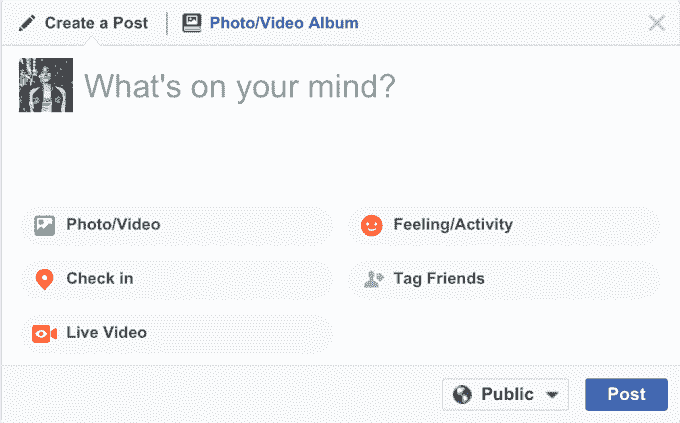 Create a Post Photo/Video Album
What's on your mind?
Photo/Video Feeling/Activity
Check in Tag Friends
Live Video
Public Post